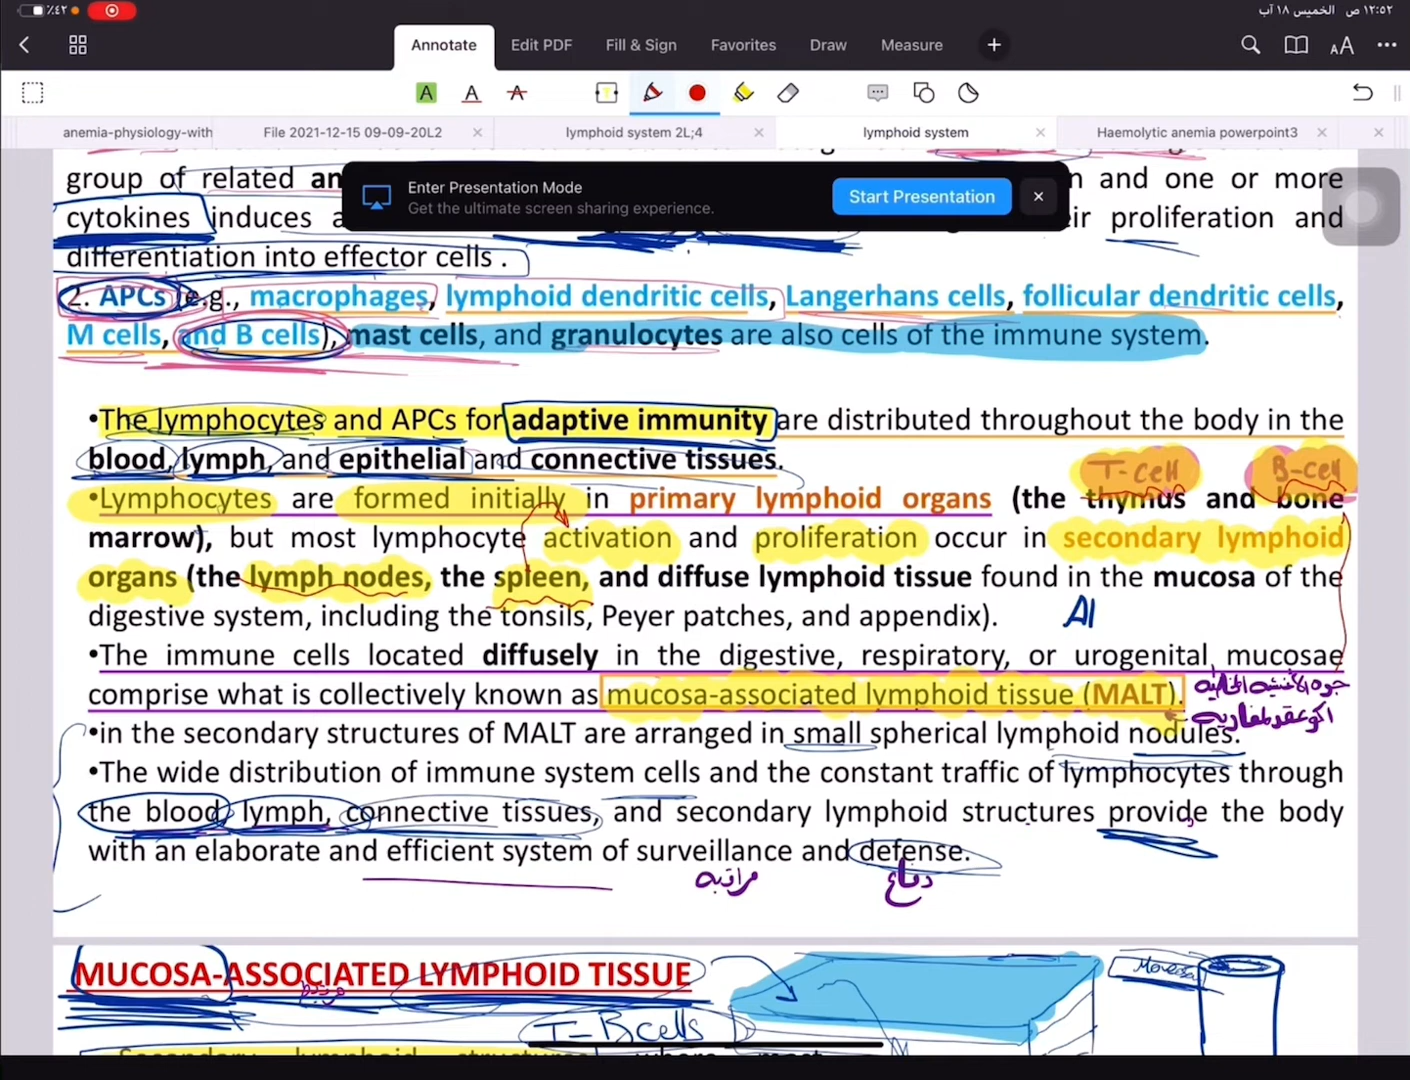 ٪٤٢
١٢:٥٢ ص الخميس ١٨ آب
Annotate Edit PDF Fill & Sign Favorites Draw Measure
AA
A A A T
anemia-physiology-with File 2021-12-15 09-09-20L2 lymphoid system 2L;4 lymphoid system Haemolytic anemia powerpoint3
Enter Presentation Mode
Get the ultimate screen sharing experience.
Start Presentation
group of related an n and one or more
cytokines induces a eir proliferation and
differentiation into effector cells .
2. APCs (e.g., macrophages, lymphoid dendritic cells, Langerhans cells, follicular dendritic cells,
M cells, and B cells), mast cells, and granulocytes are also cells of the immune system.
•The lymphocytes and APCs for adaptive immunity are distributed throughout the body in the
blood, lymph, and epithelial and connective tissues.
T-cell B-cell
•Lymphocytes are formed initially in primary lymphoid organs (the thymus and bone
marrow), but most lymphocyte activation and proliferation occur in secondary lymphoid
organs (the lymph nodes, the spleen, and diffuse lymphoid tissue found in the mucosa of the
digestive system, including the tonsils, Peyer patches, and appendix).
Al
•The immune cells located diffusely in the digestive, respiratory, or urogenital mucosae
comprise what is collectively known as mucosa-associated lymphoid tissue (MALT).
•in the secondary structures of MALT are arranged in small spherical lymphoid nodules.
•The wide distribution of immune system cells and the constant traffic of lymphocytes through
the blood, lymph, connective tissues, and secondary lymphoid structures provide the body
with an elaborate and efficient system of surveillance and defense.
مراقبه دفاع
MUCOSA-ASSOCIATED LYMPHOID TISSUE
T-B cells